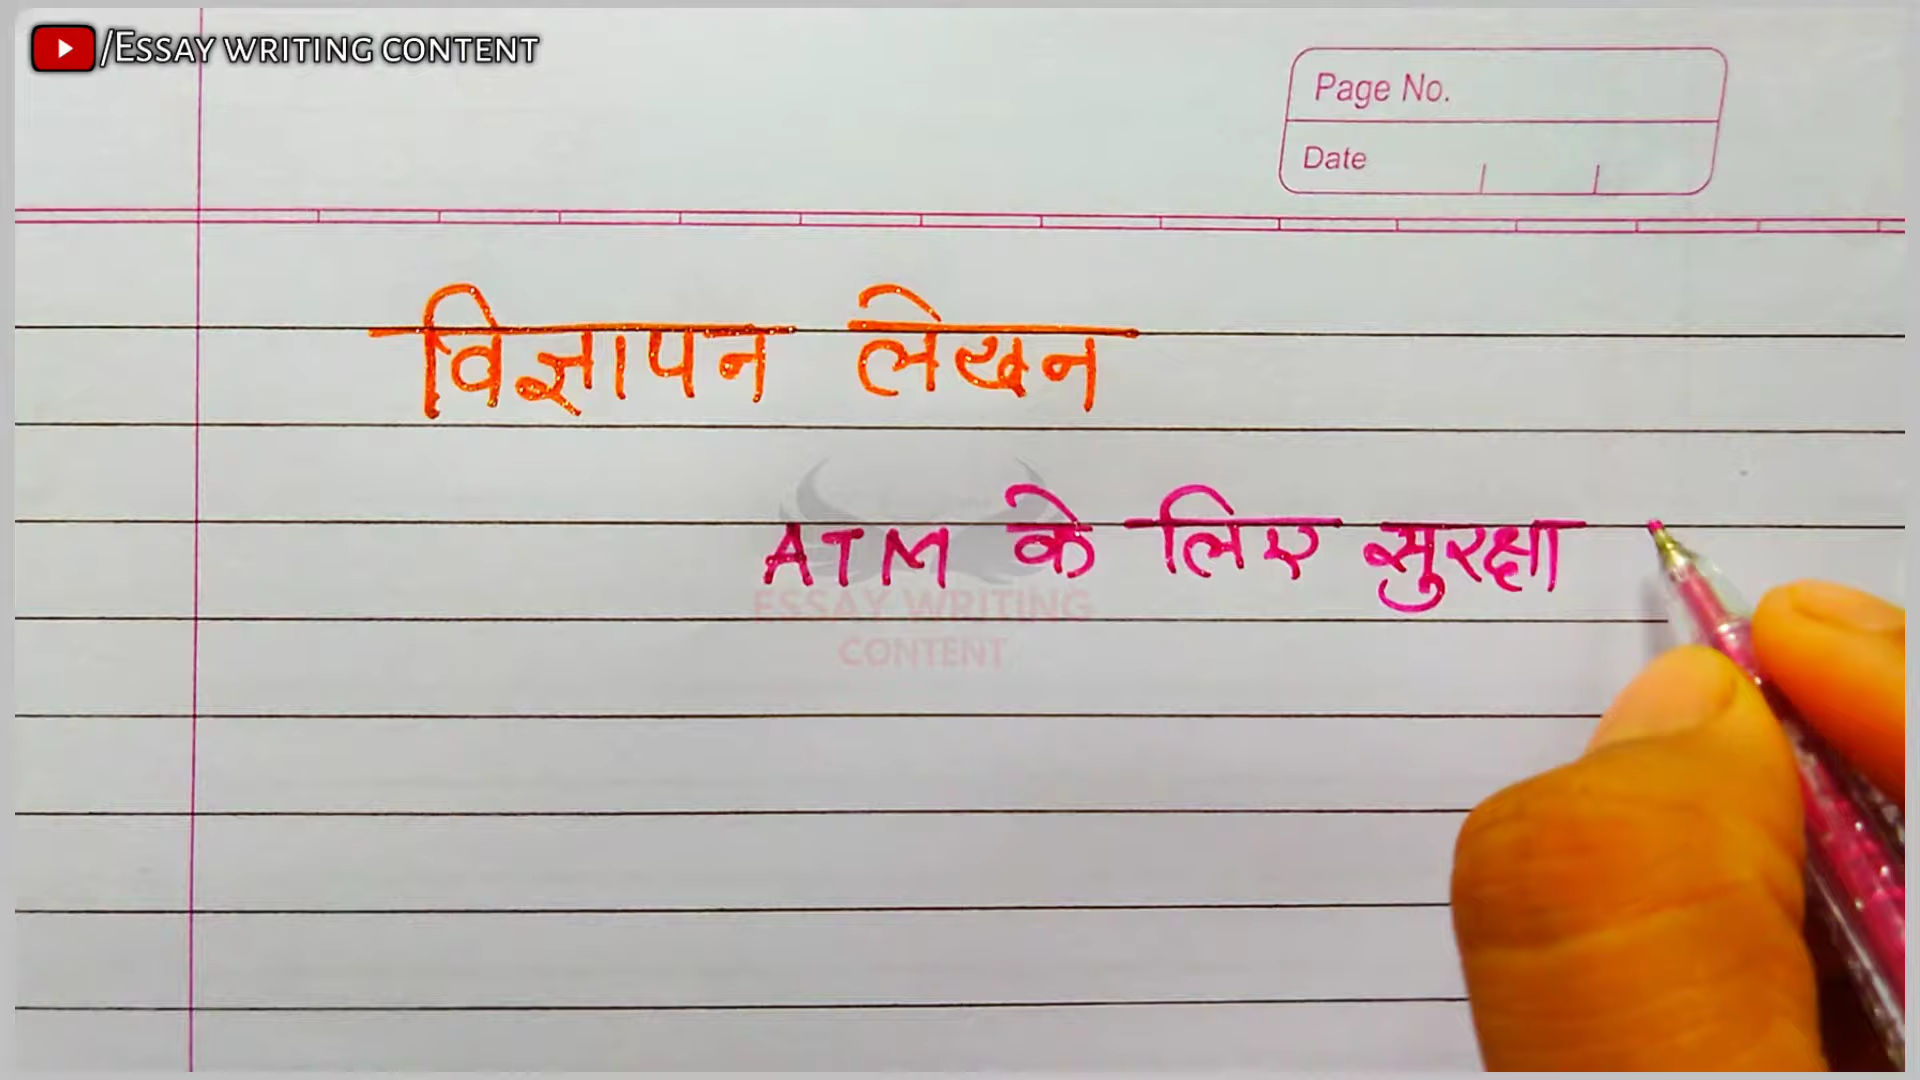 /ESSAY WRITING CONTENT
Page No.
Date
विज्ञापन लेखन
ATM के लिए सुरक्षा
ESSAY WRITING
CONTENT